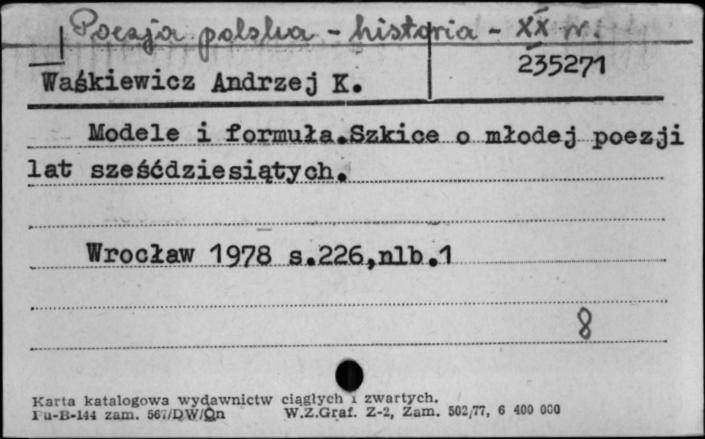 Poezja polska - historia - XX w.
235271
Waśkiewicz Andrzej K.
Modele i formuła.Szkice o młodej poezji
lat sześćdziesiątych.
Wrocław 1978 s.226,nlb.1
8
Karta katalogowa wydawnictw ciągłych i zwartych.
Pu-B-144 zam. 567/DW/Qn W.Z.Graf. Z-2, Zam. 502/77, 6 400 000